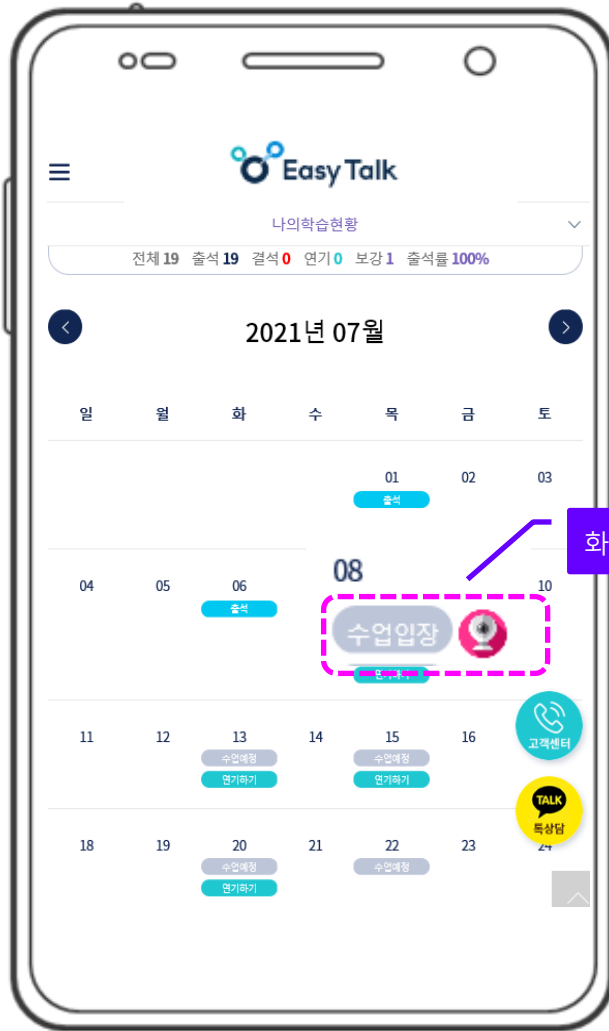 Easy Talk
나의학습현황
전체 19 출석 19 결석 0 연기 0 보강 1 출석률 100%
2021년 07월
일 월 화 수 목 금 토
01 02 03
출석
화
04 05 06 08 10
출석 수업입장
연기하기
11 12 13 14 15 16
수업예정 수업예정
연기하기 연기하기
고객센터
TALK
톡상담
18 19 20 21 22 23 24
수업예정 수업예정
연기하기